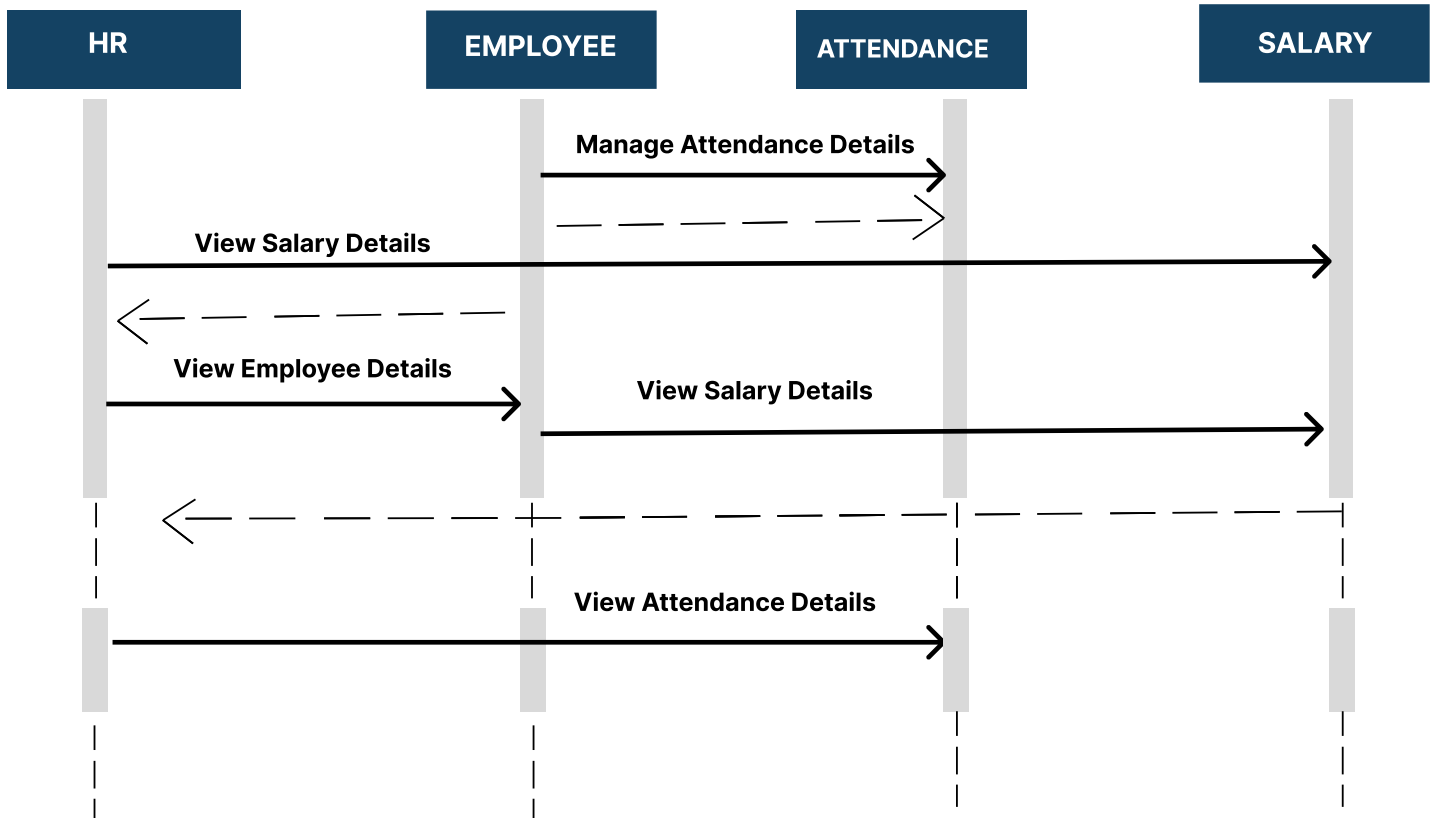 HR
EMPLOYEE
ATTENDANCE
SALARY
Manage Attendance Details
View Salary Details
View Employee Details
View Salary Details
View Attendance Details